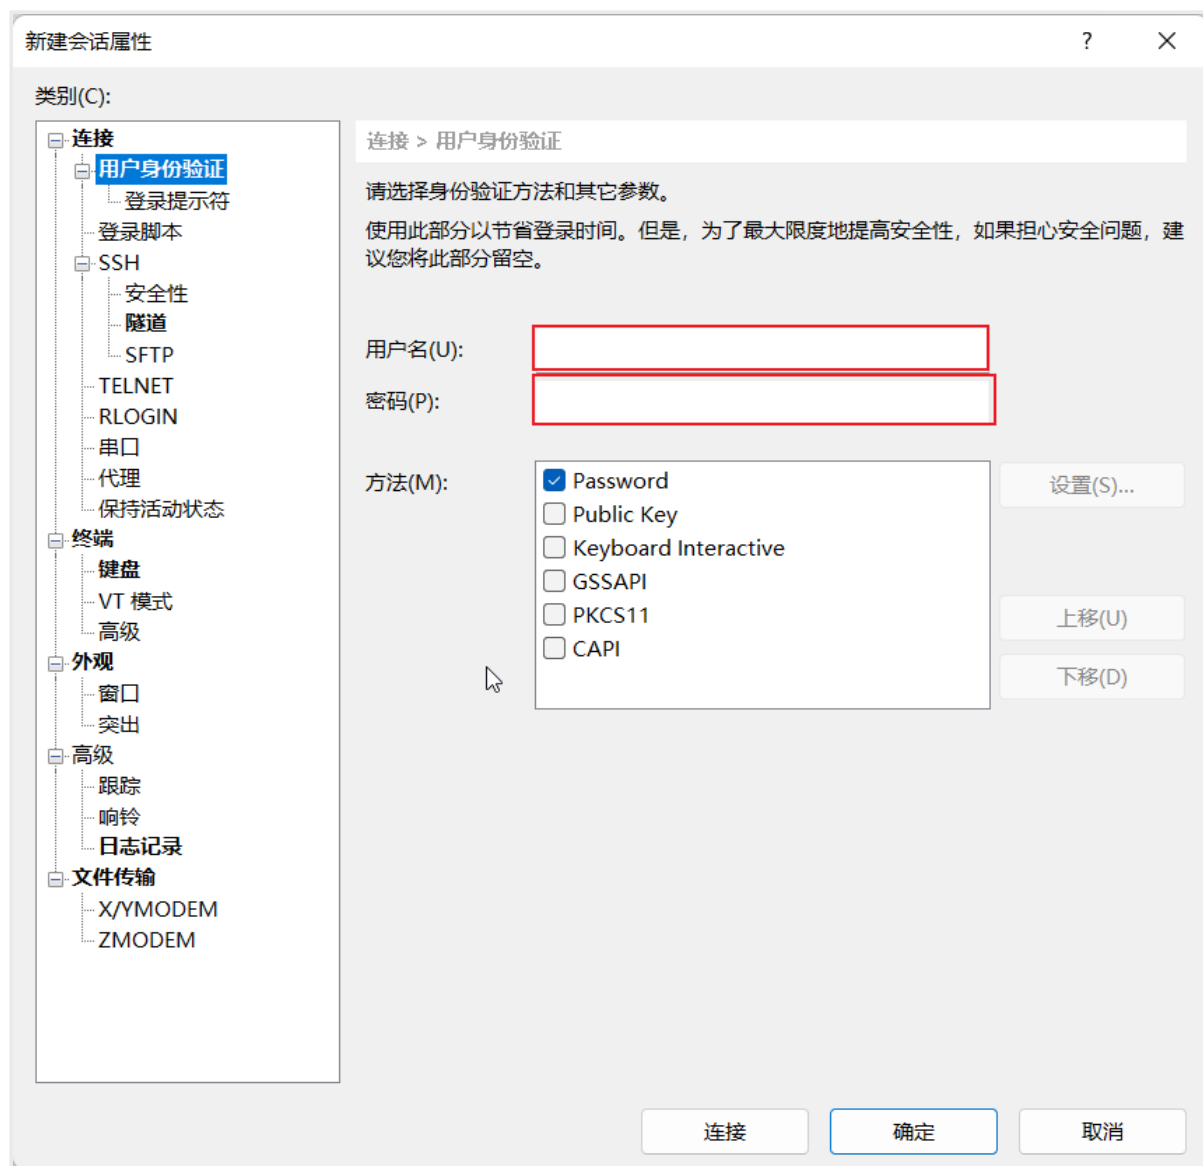 新建会话属性
?
类别(C):
连接
用户身份验证
登录提示符
登录脚本
SSH
安全性
隧道
SFTP
TELNET
RLOGIN
串口
代理
保持活动状态
终端
键盘
VT 模式
高级
外观
窗口
突出
高级
跟踪
响铃
日志记录
文件传输
X/YMODEM
ZMODEM
连接 > 用户身份验证
请选择身份验证方法和其它参数。
使用此部分以节省登录时间。但是，为了最大限度地提高安全性，如果担心安全问题，建
议您将此部分留空。
用户名(U):
密码(P):
方法(M):
Password
Public Key
Keyboard Interactive
GSSAPI
PKCS11
CAPI
设置(S)...
上移(U)
下移(D)
连接
确定
取消